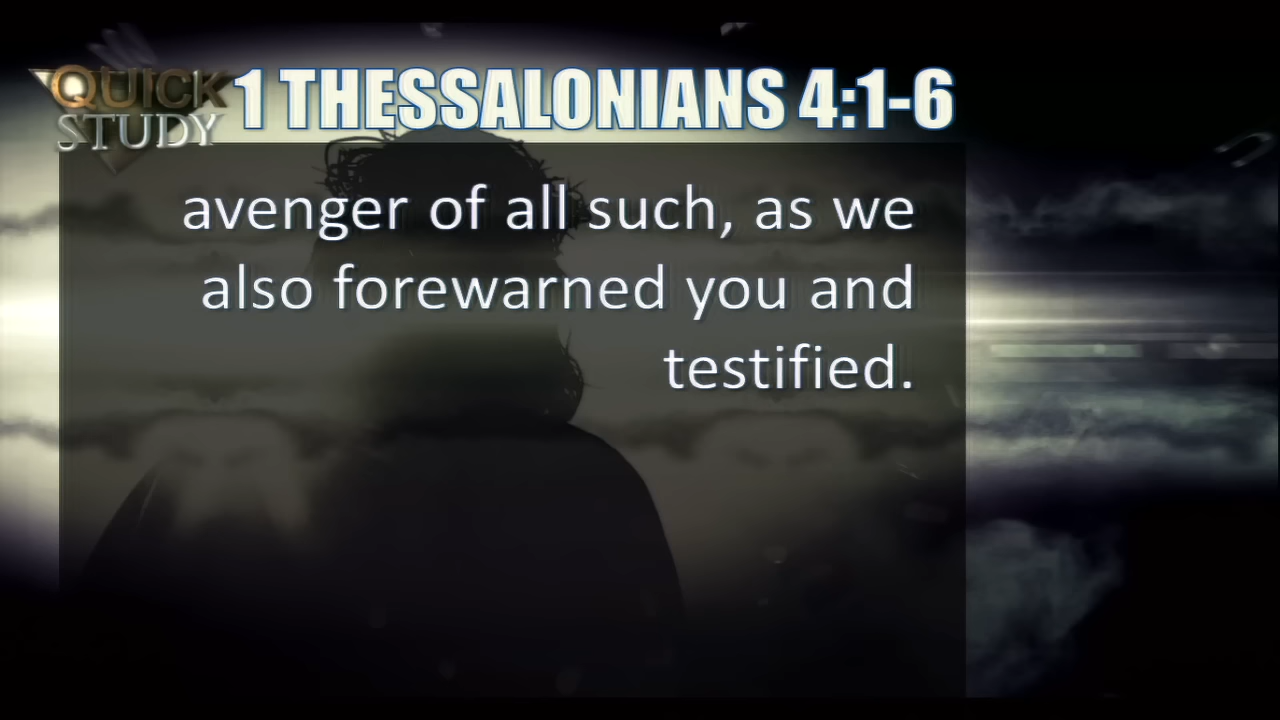 QUICK
STUDY
1 THESSALONIANS 4:1-6
avenger of all such, as we
also forewarned you and
testified.